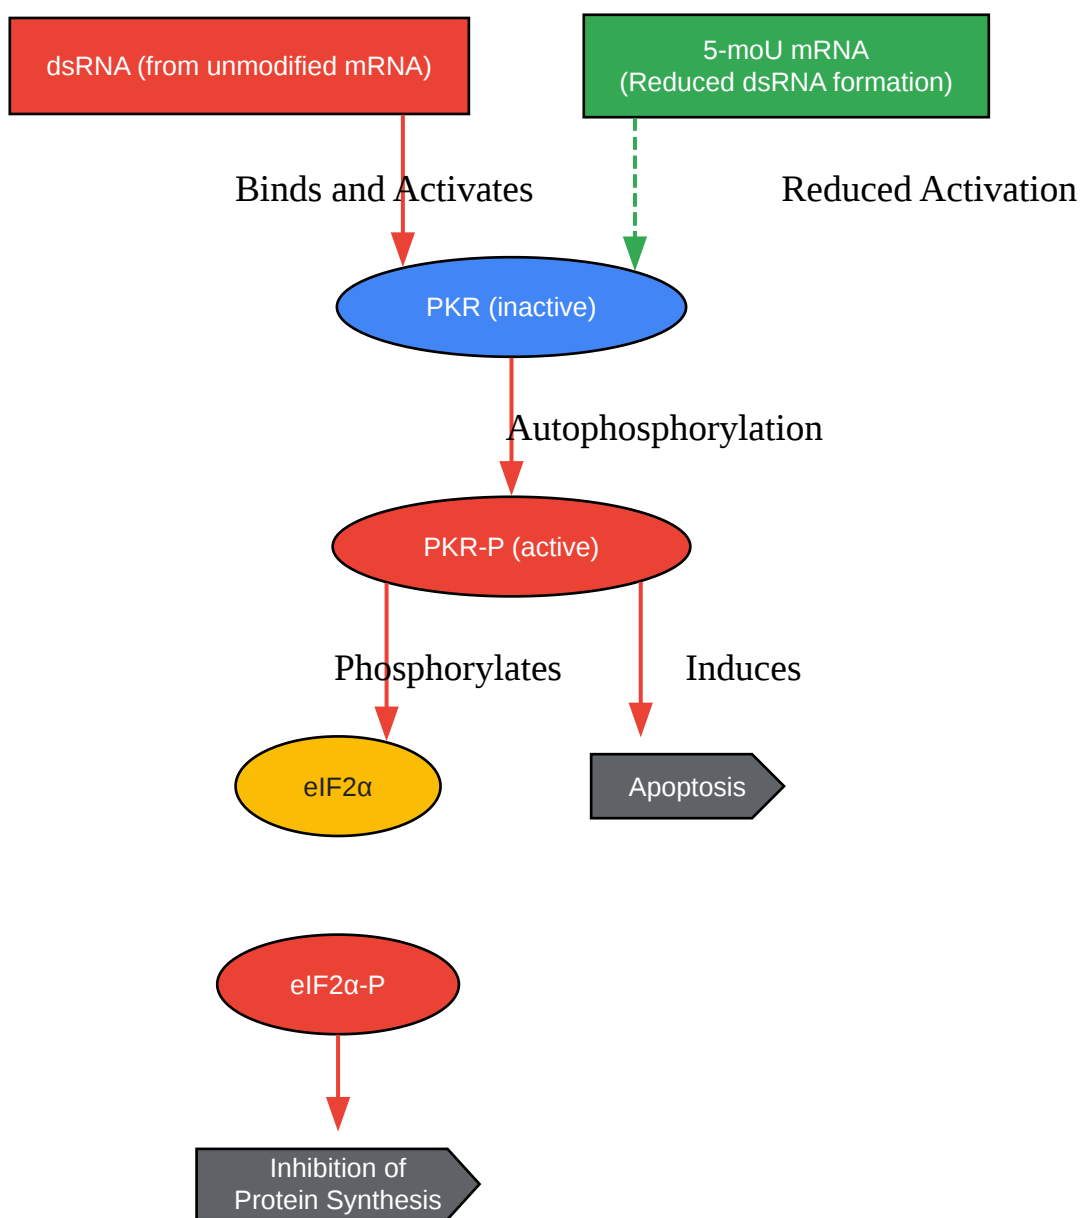 dsRNA (from unmodified mRNA)
5-moU mRNA
(Reduced dsRNA formation)
Binds and Activates
Reduced Activation
PKR (inactive)
Autophosphorylation
PKR-P (active)
Phosphorylates
Induces
eIF2α
Apoptosis
eIF2α-P
Inhibition of
Protein Synthesis